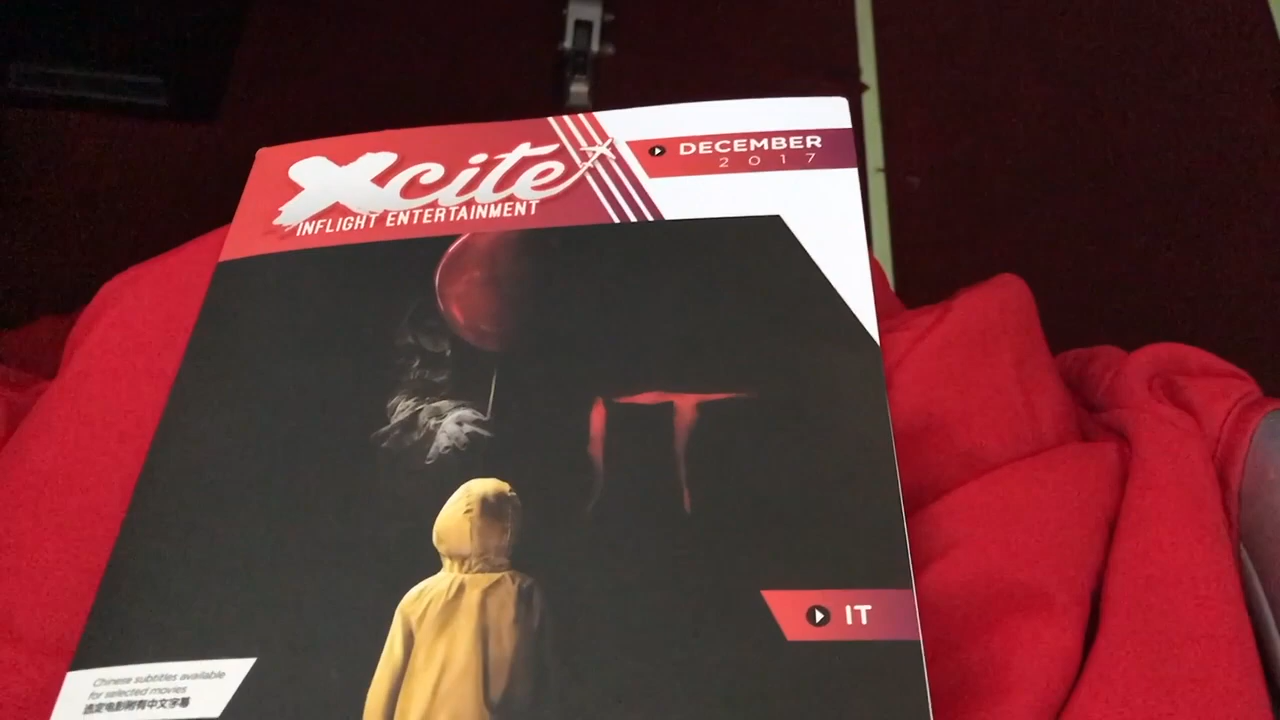 Xcite
INFLIGHT ENTERTAINMENT
DECEMBER
2017
IT
IT
Chinese subtitles available
for selected movies
选定电影附有中文字幕